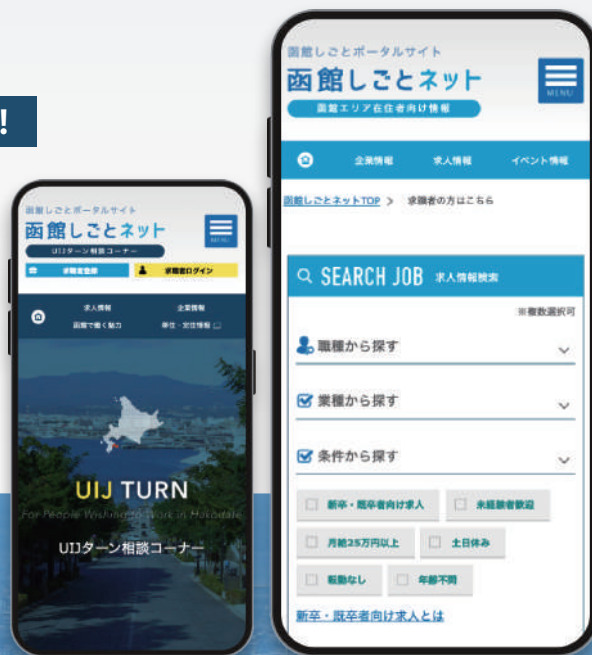 !
函館しごとポータルサイト
函館しごとネット
MENU
UIJターン相談コーナー
求職者登録
求職者ログイン
求人情報
企業情報
函館で働く魅力
移住・定住情報
UIJ TURN
For People Wishing to Work in Hakodate
UIJターン相談コーナー
函館しごとポータルサイト
函館しごとネット
MENU
函館エリア在住者向け情報
企業情報
求人情報
イベント情報
函館しごとネットTOP > 求職者の方はこちら
SEARCH JOB 求人情報検索
※複数選択可
職種から探す
業種から探す
条件から探す
新卒・既卒者向け求人
未経験者歓迎
月給25万円以上
土日休み
転勤なし
年齢不問
新卒・既卒者向け求人とは